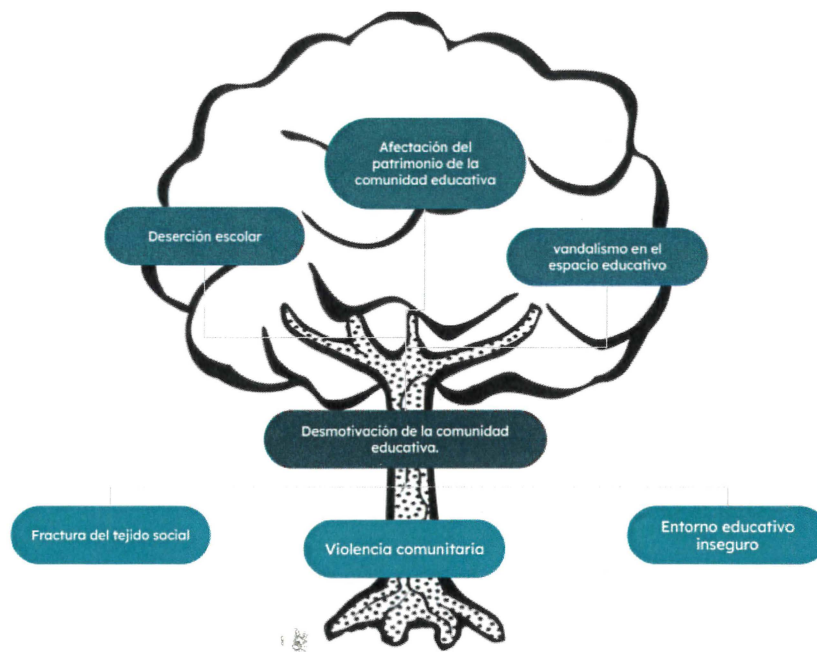 Afectación del
patrimonio de la
comunidad educativa
Deserción escolar
vandalismo en el
espacio educativo
Desmotivación de la comunidad
educativa.
Fractura del tejido social
Violencia comunitaria
Entorno educativo
inseguro